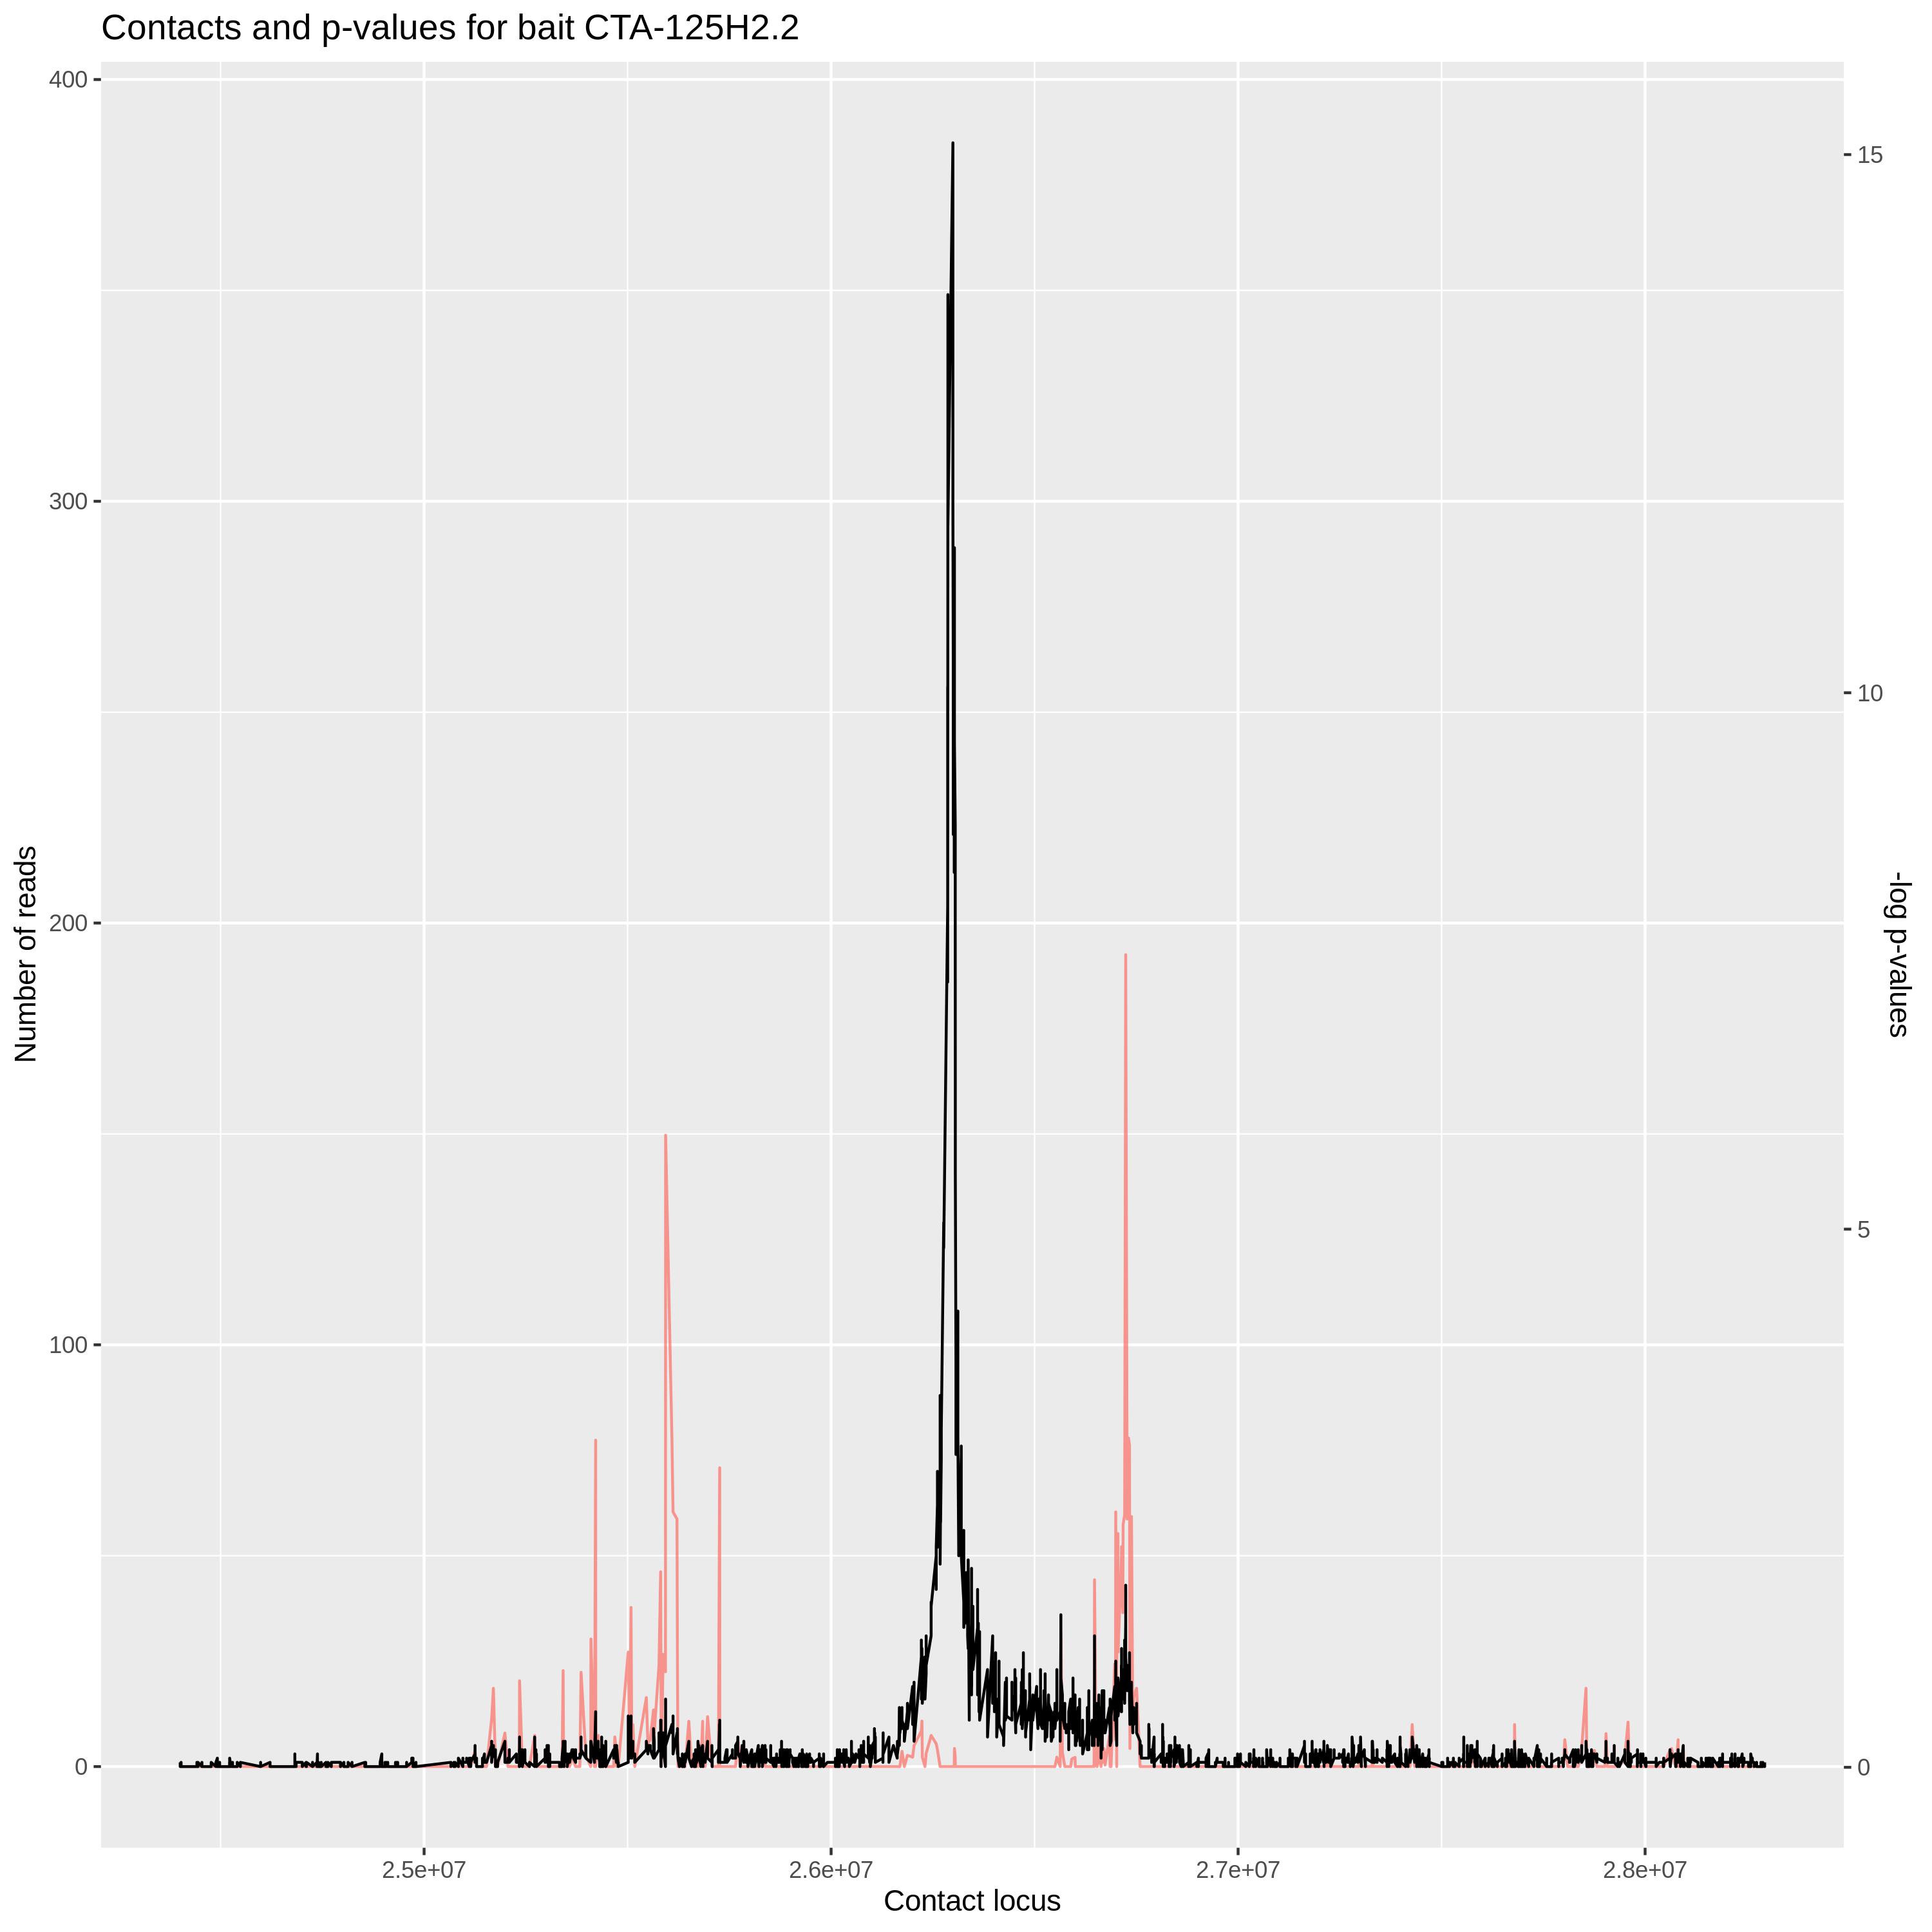 Contacts and p-values for bait CTA-125H2.2
400
300
200
100
0
15
10
5
0
Number of reads
-log p-values
2.5e+07
2.6e+07
2.7e+07
2.8e+07
Contact locus